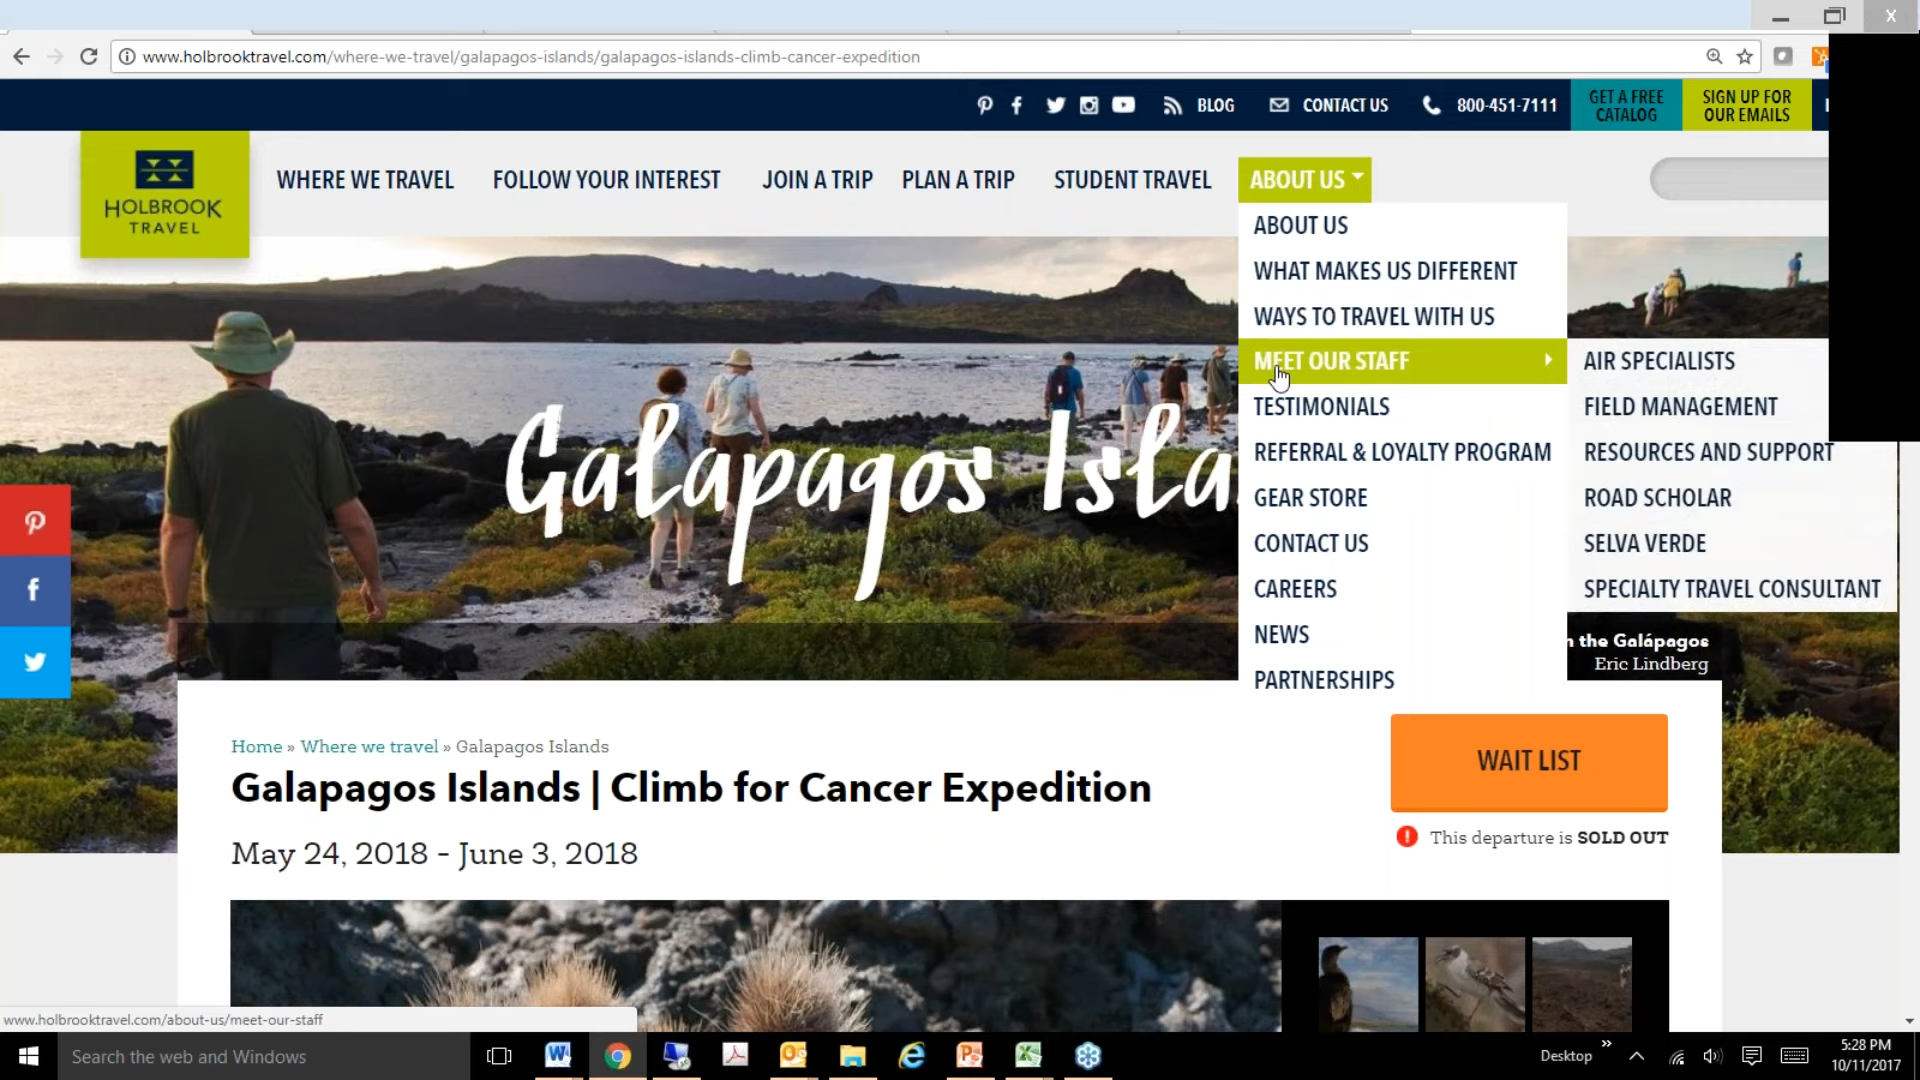 www.holbrooktravel.com/where-we-travel/galapagos-islands/galapagos-islands-climb-cancer-expedition
BLOG
CONTACT US
800-451-7111
GET A FREE
CATALOG
SIGN UP FOR
OUR EMAILS
HOLBROOK
TRAVEL
WHERE WE TRAVEL
FOLLOW YOUR INTEREST
JOIN A TRIP
PLAN A TRIP
STUDENT TRAVEL
ABOUT US
ABOUT US
WHAT MAKES US DIFFERENT
WAYS TO TRAVEL WITH US
MEET OUR STAFF
TESTIMONIALS
REFERRAL & LOYALTY PROGRAM
GEAR STORE
CONTACT US
CAREERS
NEWS
PARTNERSHIPS
AIR SPECIALISTS
FIELD MANAGEMENT
RESOURCES AND SUPPORT
ROAD SCHOLAR
SELVA VERDE
SPECIALTY TRAVEL CONSULTANT
Galapagos Isla
the Galápagos
Eric Lindberg
Home » Where we travel » Galapagos Islands
Galapagos Islands | Climb for Cancer Expedition
May 24, 2018 - June 3, 2018
WAIT LIST
This departure is SOLD OUT
www.holbrooktravel.com/about-us/meet-our-staff
Search the web and Windows
Desktop
5:28 PM
10/11/2017